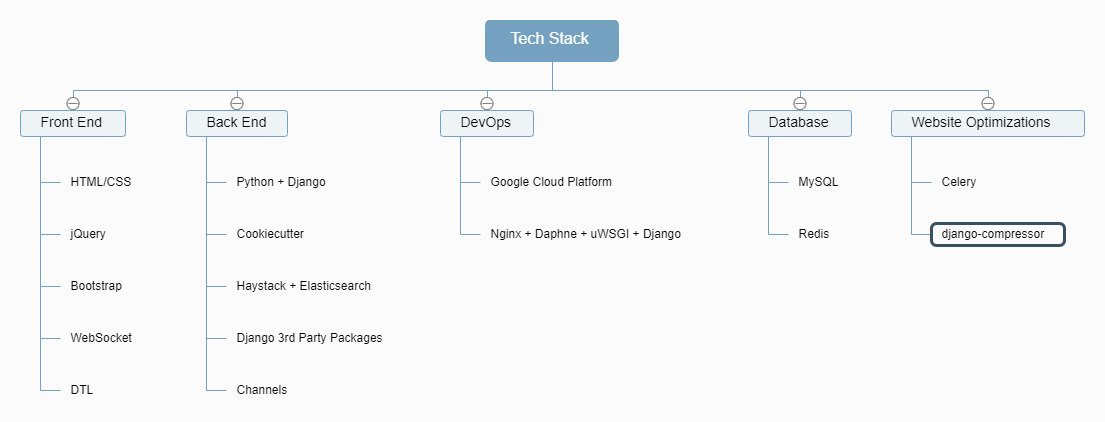 Tech Stack
Front End
Back End
DevOps
Database
Website Optimizations
HTML/CSS
Python + Django
Google Cloud Platform
MySQL
Celery
jQuery
Cookiecutter
Nginx + Daphne + uWSGI + Django
Redis
django-compressor
Bootstrap
Haystack + Elasticsearch
WebSocket
Django 3rd Party Packages
DTL
Channels